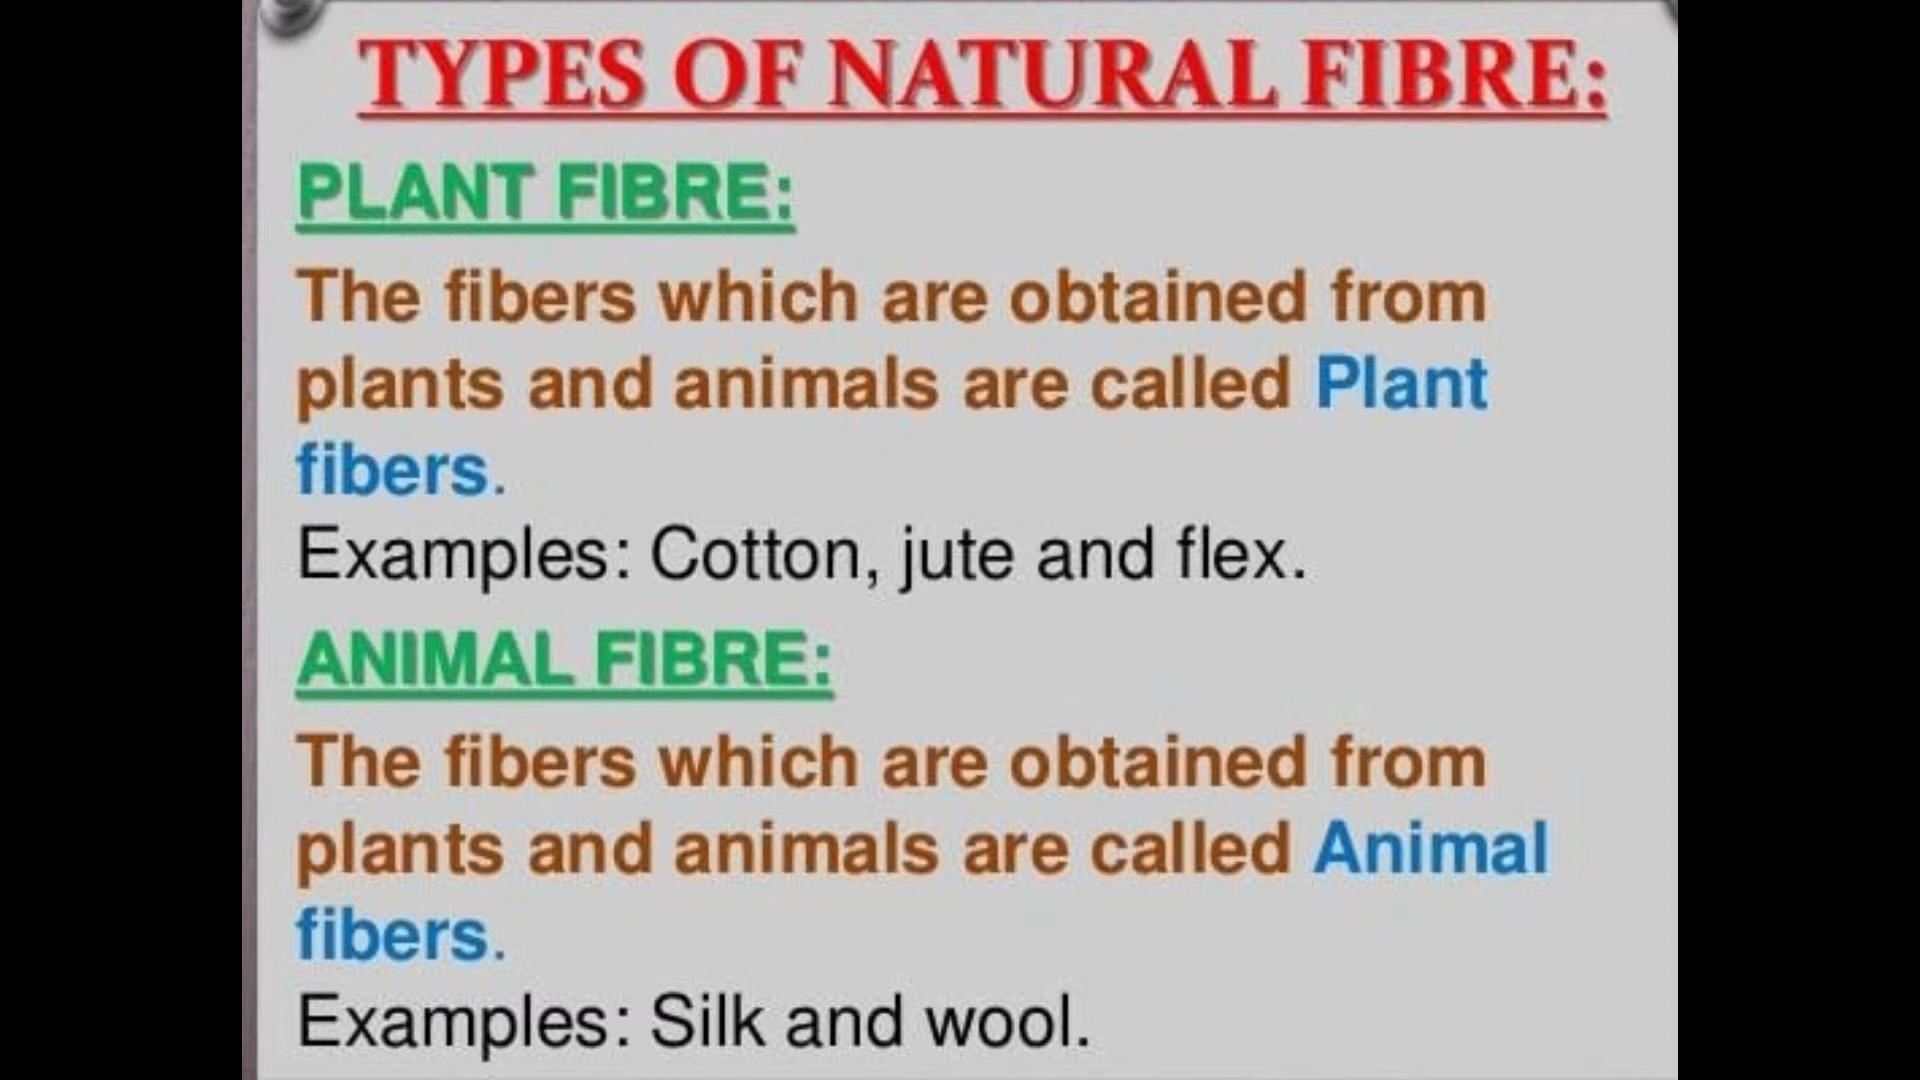 TYPES OF NATURAL FIBRE:
PLANT FIBRE:
The fibers which are obtained from
plants and animals are called Plant
fibers.
Examples: Cotton, jute and flex.
ANIMAL FIBRE:
The fibers which are obtained from
plants and animals are called Animal
fibers.
Examples: Silk and wool.